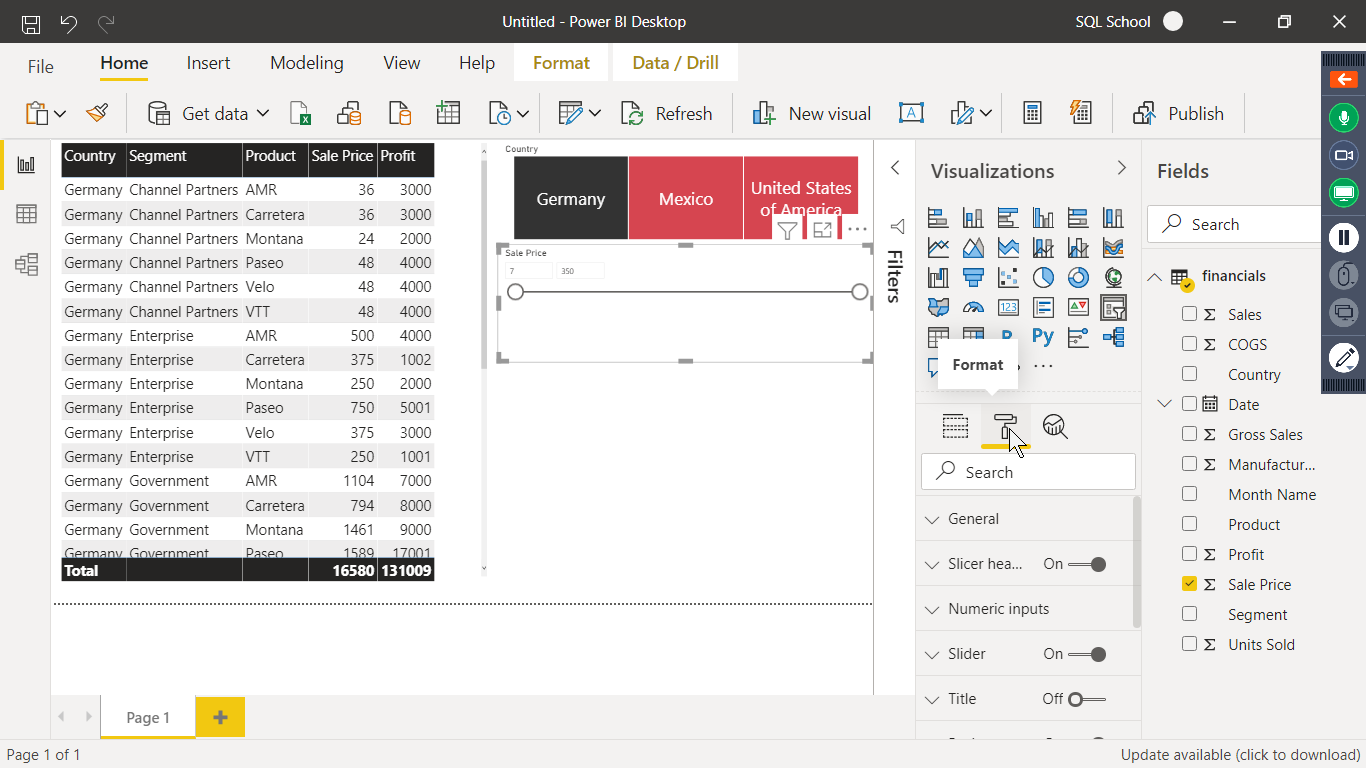 Untitled - Power BI Desktop
SQL School
File
Home
Insert
Modeling
View
Help
Format
Data / Drill
Get data
Refresh
New visual
Publish
Country Segment Product Sale Price Profit
Germany Channel Partners AMR 36 3000
Germany Channel Partners Carretera 36 3000
Germany Channel Partners Montana 24 2000
Germany Channel Partners Paseo 48 4000
Germany Channel Partners Velo 48 4000
Germany Channel Partners VTT 48 4000
Germany Enterprise AMR 500 4000
Germany Enterprise Carretera 375 1002
Germany Enterprise Montana 250 2000
Germany Enterprise Paseo 750 5001
Germany Enterprise Velo 375 3000
Germany Enterprise VTT 250 1001
Germany Government AMR 1104 7000
Germany Government Carretera 794 8000
Germany Government Montana 1461 9000
Germany Government Paseo 1589 17001
Total 16580 131009
Country
Germany
Mexico
United States
of America
Sale Price
7
350
Filters
Visualizations
123
R
Py
Format
Search
General
Slicer hea... On
Numeric inputs
Slider On
Title Off
Fields
Search
financials
Sales
COGS
Country
Date
Gross Sales
Manufactur...
Month Name
Product
Profit
Sale Price
Segment
Units Sold
Page 1
Page 1 of 1
Update available (click to download)